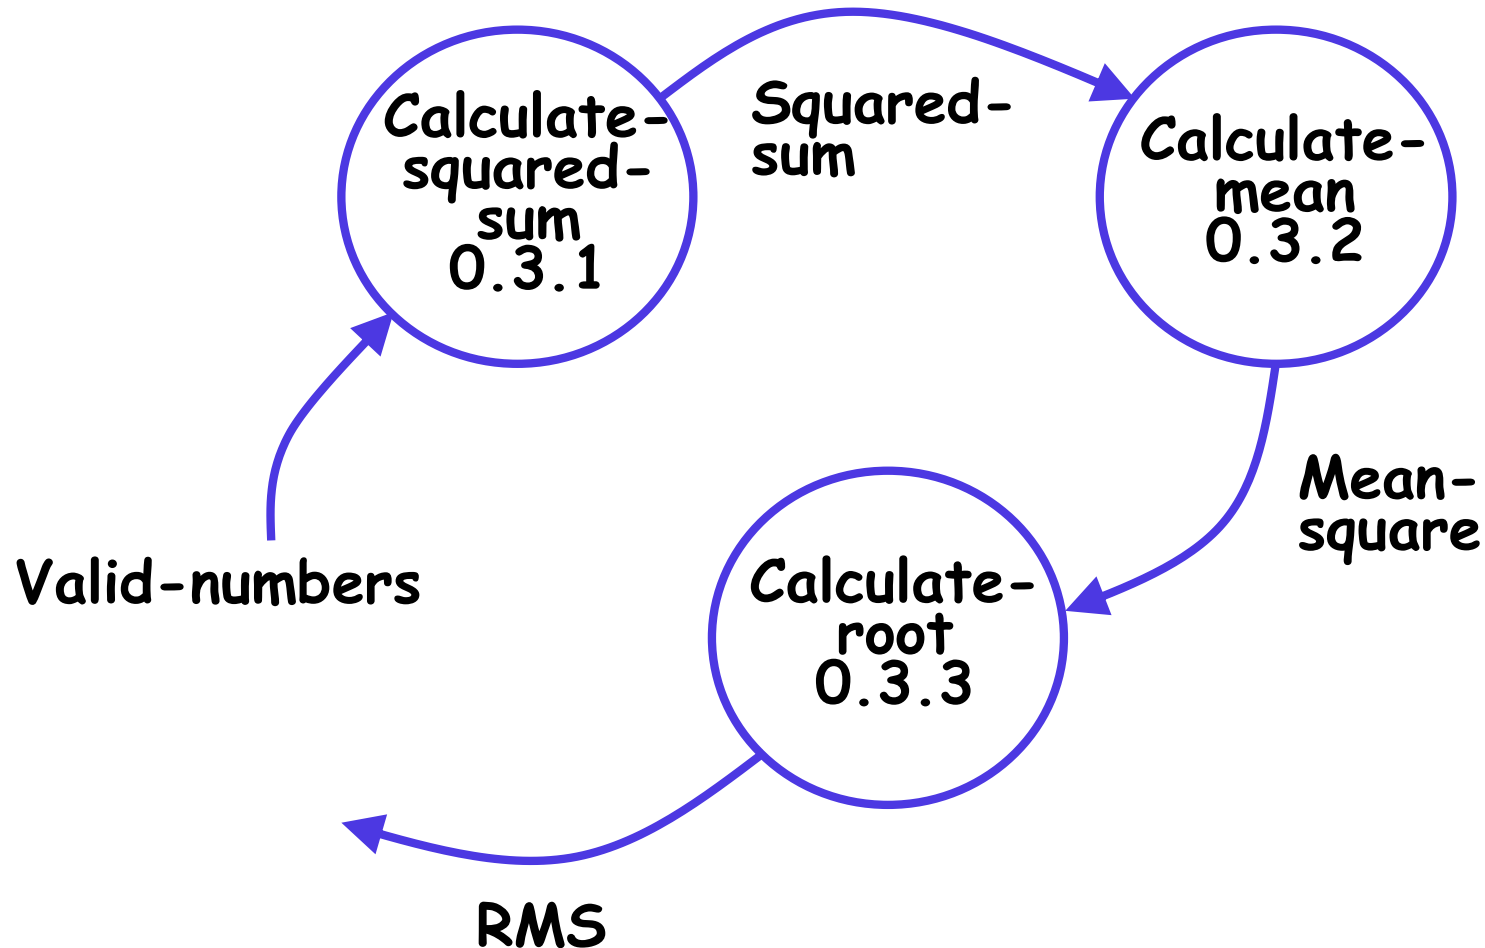 Calculate-
squared-
sum
0.3.1
Squared-
sum
Calculate-
mean
0.3.2
Mean-
square
Valid-numbers
Calculate-
root
0.3.3
RMS